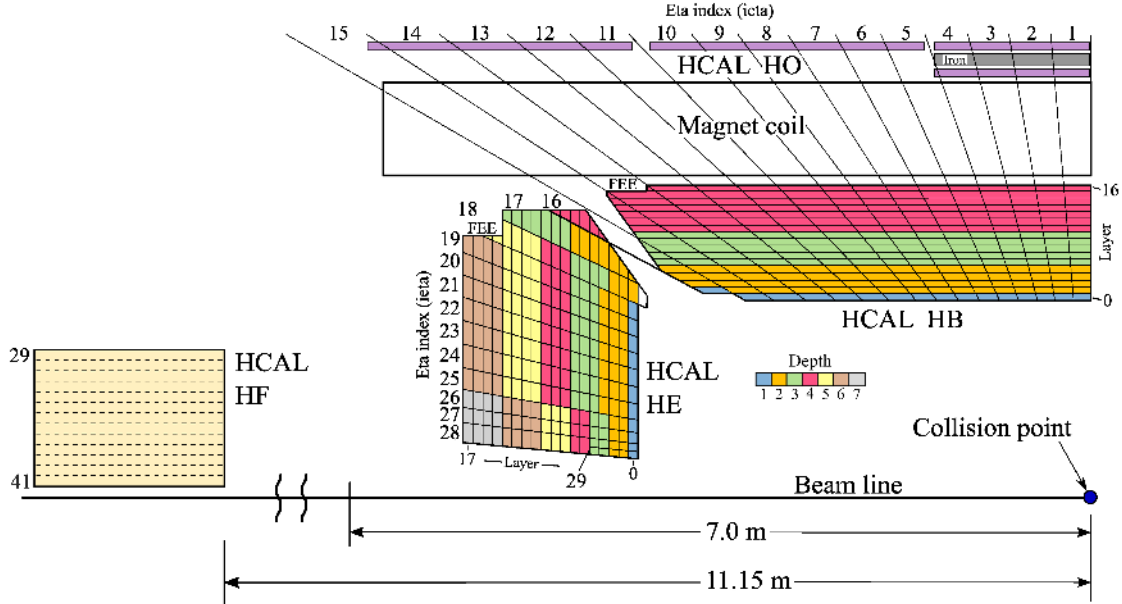 Eta index (ieta)
15 14 13 12 11 10 9 8 7 6 5 4 3 2 1
HCAL HO
Iron
Magnet coil
FEE
16
Layer
0
HCAL HB
18 17 16
FEE
19
20
21
22
23
24
25
26
27
28
Eta index (ieta)
17 Layer 0
29
HCAL
HE
Depth
1 2 3 4 5 6 7
29
41
HCAL
HF
Collision point
Beam line
7.0 m
11.15 m